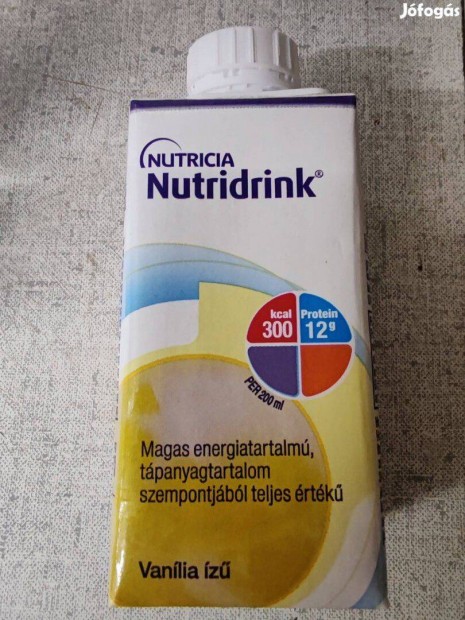 Jófogás
NUTRICIA
Nutridrink®
kcal Protein
300 12g
PER 200 ml
Magas energiatartalmú,
tápanyagtartalom
szempontjából teljes értékű
Vanília ízű